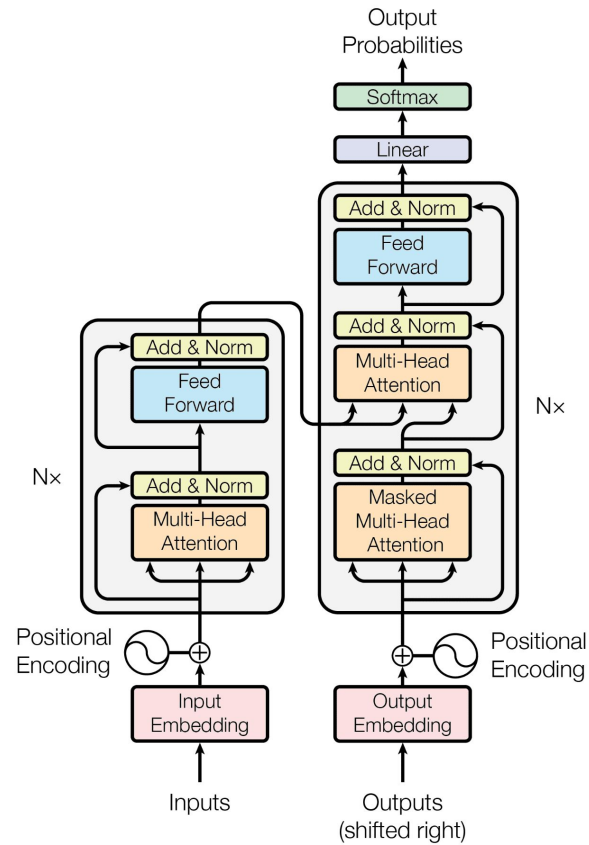 Output
Probabilities
Softmax
Linear
Add & Norm
Feed
Forward
Add & Norm
Multi-Head
Attention
Add & Norm
Masked
Multi-Head
Attention
N×
Add & Norm
Feed
Forward
Add & Norm
Multi-Head
Attention
N×
Positional
Encoding
Input
Embedding
Inputs
Positional
Encoding
Output
Embedding
Outputs
(shifted right)